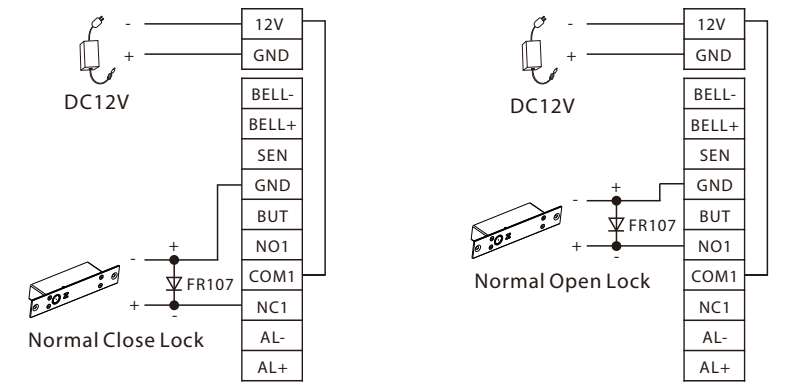 -
12V
+
GND
DC12V
BELL-
BELL+
SEN
GND
BUT
+
-
NO1
FR107
COM1
+
-
NC1
Normal Close Lock
AL-
AL+
-
12V
+
GND
DC12V
BELL-
BELL+
SEN
+
GND
-
BUT
FR107
+
NO1
-
Normal Open Lock
COM1
NC1
AL-
AL+